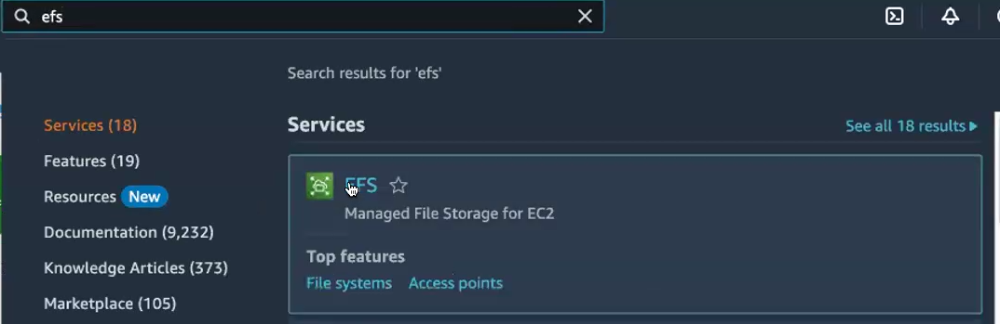 efs
Search results for 'efs'
Services (18)
Features (19)
Resources New
Documentation (9,232)
Knowledge Articles (373)
Marketplace (105)
Services
See all 18 results
EFS
Managed File Storage for EC2
Top features
File systems Access points